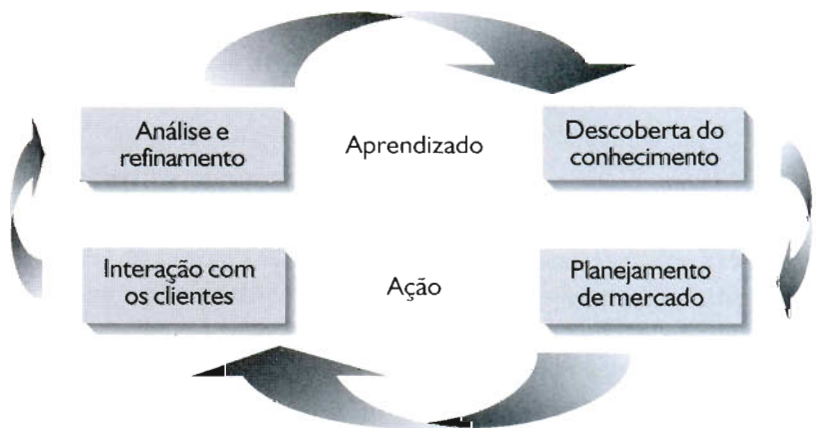 Análise e
refinamento
Aprendizado
Descoberta do
conhecimento
Interação com
os clientes
Ação
Planejamento
de mercado